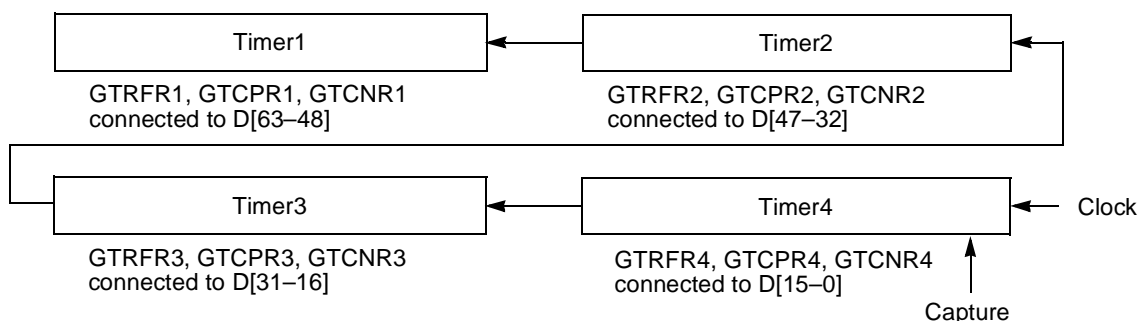 Timer1
Timer2
GTRFR1, GTCPR1, GTCNR1
connected to D[63–48]
GTRFR2, GTCPR2, GTCNR2
connected to D[47–32]
Timer3
Timer4
Clock
GTRFR3, GTCPR3, GTCNR3
connected to D[31–16]
GTRFR4, GTCPR4, GTCNR4
connected to D[15–0]
Capture